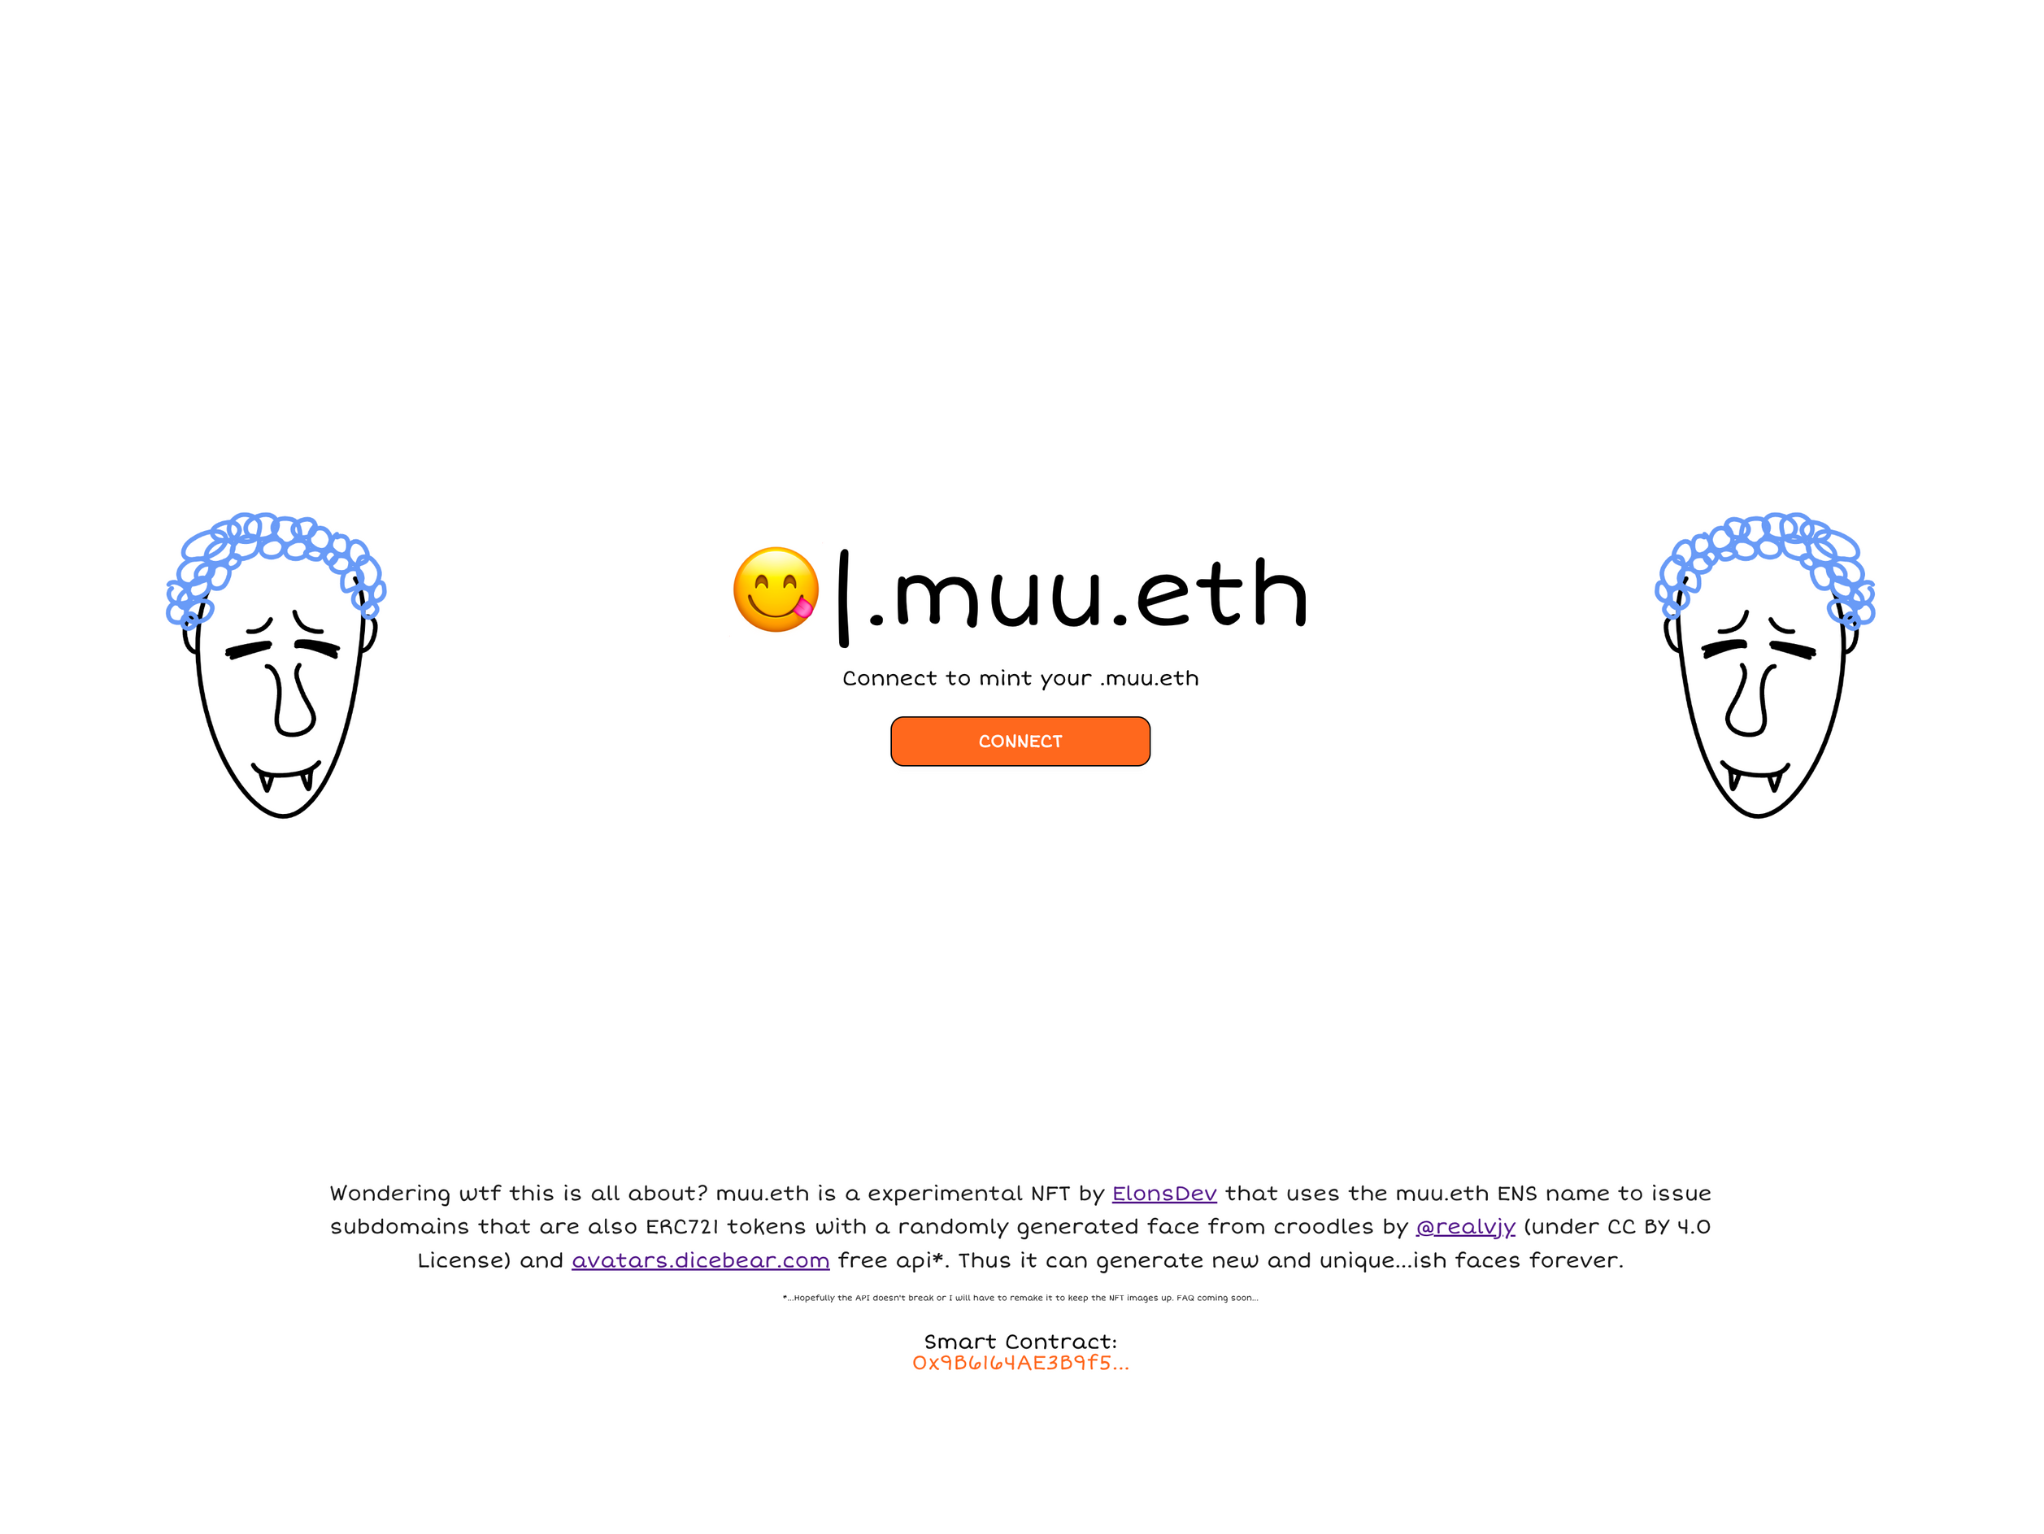 😋|.muu.eth
Connect to mint your .muu.eth
CONNECT
Wondering wtf this is all about? muu.eth is a experimental NFT by ElonsDev that uses the muu.eth ENS name to issue
subdomains that are also ERC721 tokens with a randomly generated face from croodles by @realvjy (under CC BY 4.0
License) and avatars.dicebear.com free api*. Thus it can generate new and unique...ish faces forever.
*...Hopefully the API doesn't break or I will have to remake it to keep the NFT images up. FAQ coming soon...
Smart Contract:
0x9B6164AE3B9f5...